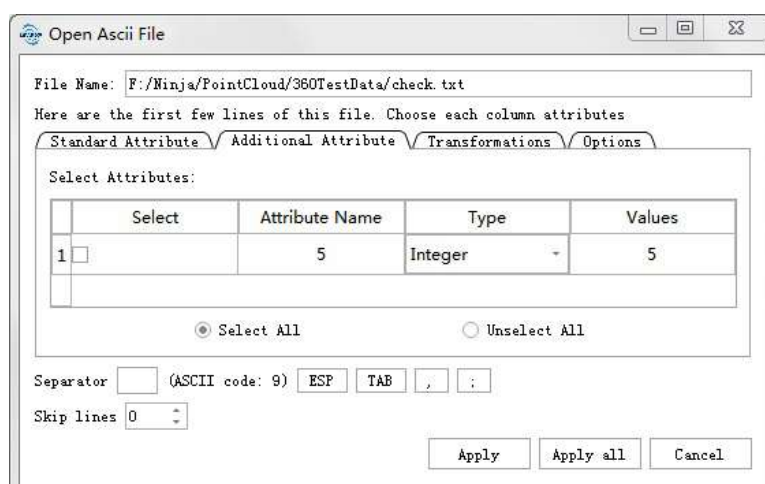 Open Ascii File
File Name: F:/Ninja/PointCloud/360TestData/check.txt
Here are the first few lines of this file. Choose each column attributes
Standard Attribute Additional Attribute Transformations Options
Select Attributes:
Select Attribute Name Type Values
1 5 Integer 5
Select All Unselect All
Separator (ASCII code: 9) ESP TAB , ;
Skip lines 0
Apply Apply all Cancel